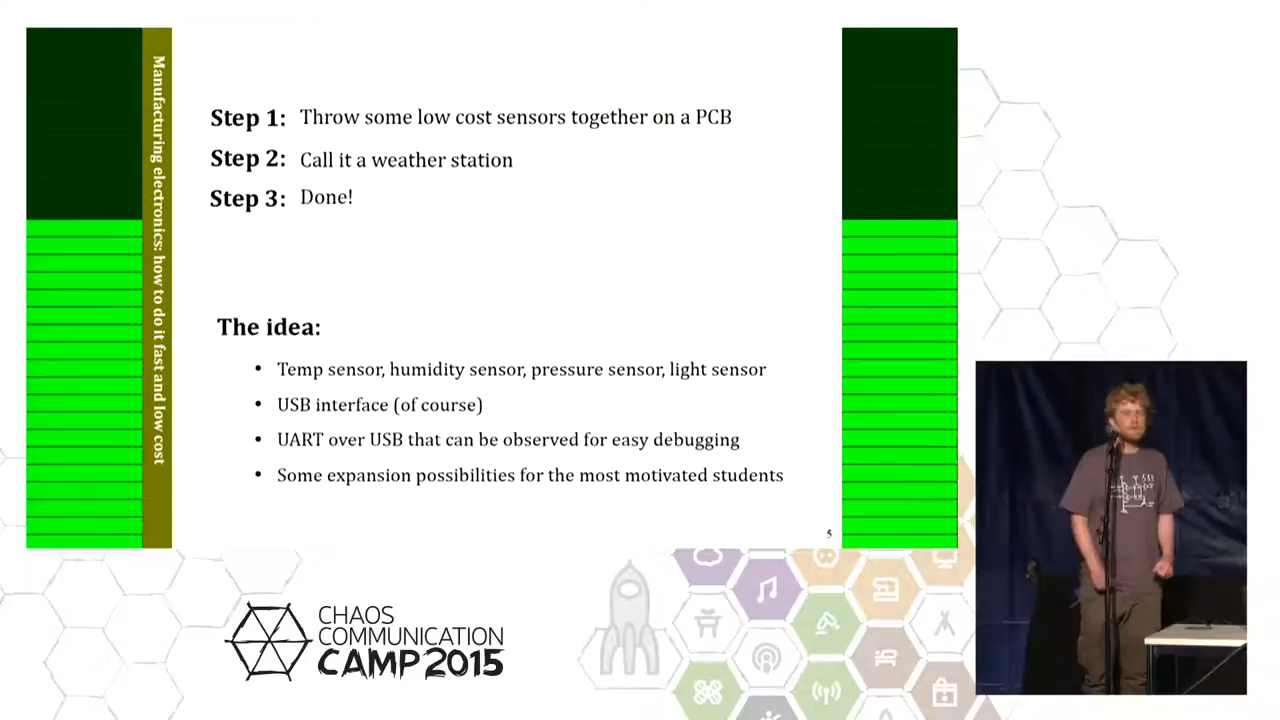 Manufacturing electronics: how to do it fast and low cost
Step 1: Throw some low cost sensors together on a PCB
Step 2: Call it a weather station
Step 3: Done!
The idea:
• Temp sensor, humidity sensor, pressure sensor, light sensor
• USB interface (of course)
• UART over USB that can be observed for easy debugging
• Some expansion possibilities for the most motivated students
5
CHAOS
COMMUNICATION
CAMP 2015